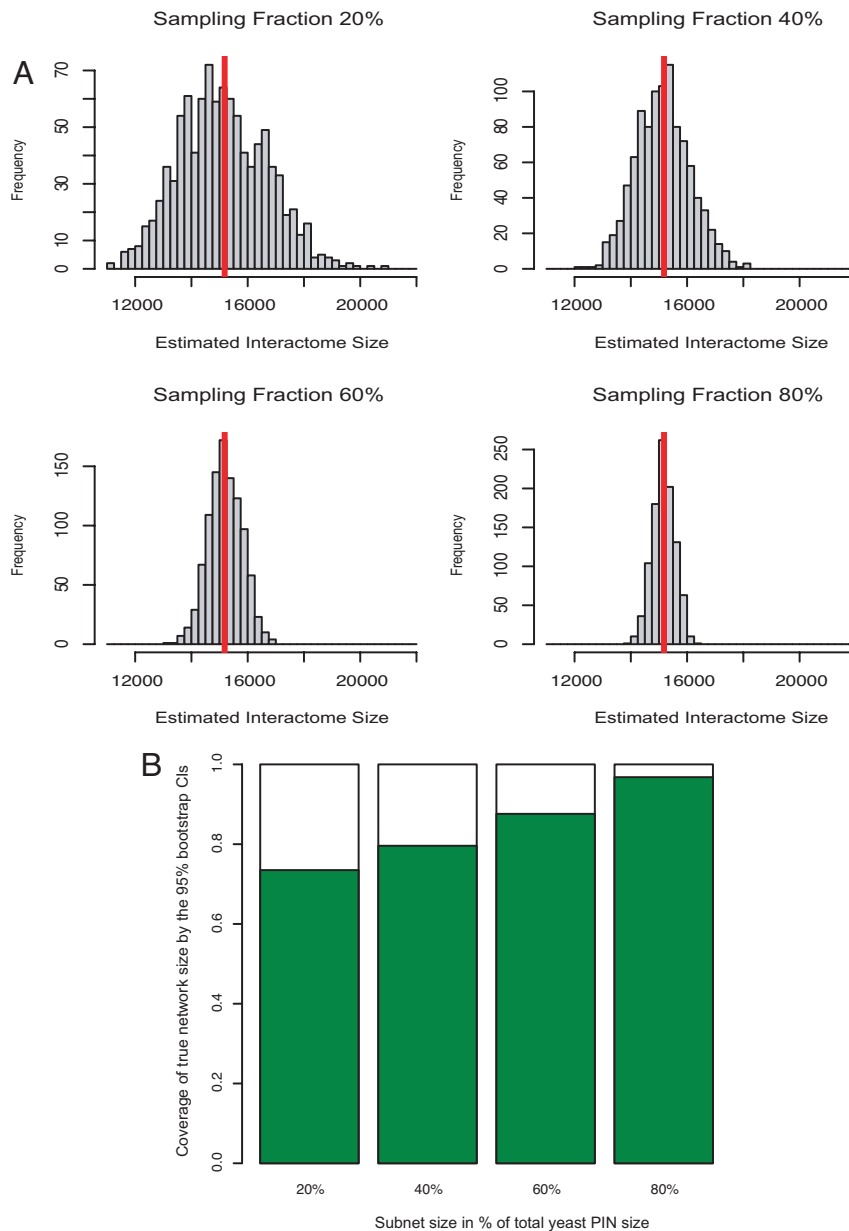 Sampling Fraction 20%
Sampling Fraction 40%
A
Frequency
0 10 30 50 70
12000 16000 20000
Estimated Interactome Size
Frequency
0 20 40 60 80 100
12000 16000 20000
Estimated Interactome Size
Sampling Fraction 60%
Sampling Fraction 80%
Frequency
0 50 100 150
12000 16000 20000
Estimated Interactome Size
Frequency
0 50 100 150 200 250
12000 16000 20000
Estimated Interactome Size
B
Coverage of true network size by the 95% bootstrap CIs
0.0 0.2 0.4 0.6 0.8 1.0
20% 40% 60% 80%
Subnet size in % of total yeast PIN size